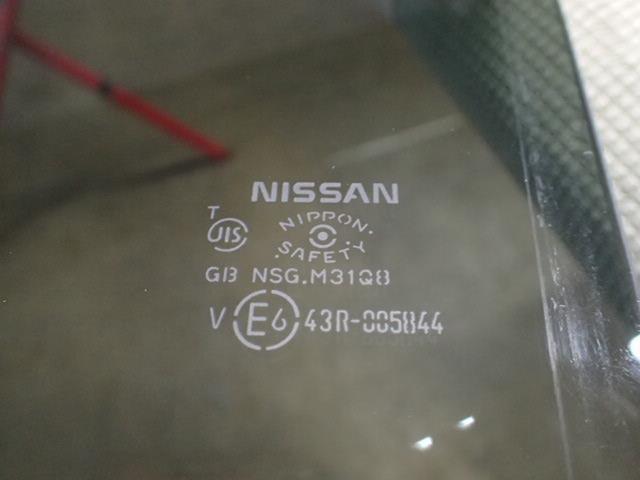 NISSAN
T
JIS
NIPPON.
.SAFETY
GB NSG.M31Q8
V E6 43R-005844